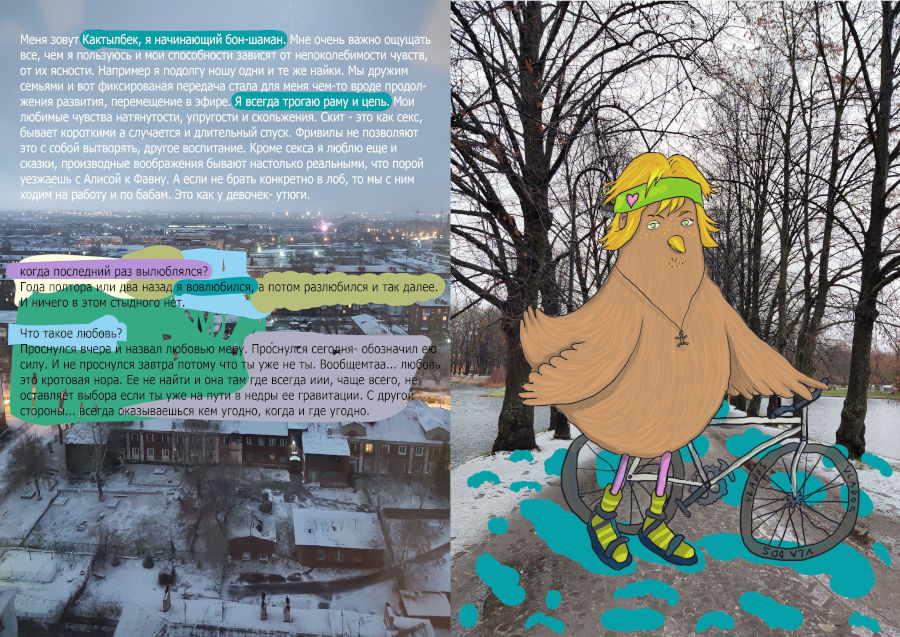 Меня зовут Кактылбек, я начинающий бон-шаман. Мне очень важно ощущать
все, чем я пользуюсь и мои способности зависят от непоколебимости чувств,
от их ясности. Например я подолгу ношу одни и те же найки. Мы дружим
семьями и вот фиксированая передача стала для меня чем-то вроде продол-
жения развития, перемещение в эфире. Я всегда трогаю раму и цепь. Мои
любимые чувства натянутости, упругости и скольжения. Скит - это как секс,
бывает короткими а случается и длительный спуск. Фривилы не позволяют
это с собой вытворять, другое воспитание. Кроме секса я люблю еще и
сказки, производные воображения бывают настолько реальными, что порой
уезжаешь с Алисой к Фавну. А если не брать конкретно в лоб, то мы с ним
ходим на работу и по бабам. Это как у девочек- утюги.
когда последний раз вылюблялся?
Года полтора или два назад я вовлюбился, а потом разлюбился и так далее.
И ничего в этом стыдного нет.
Что такое любовь?
Проснулся вчера и назвал любовью меру. Проснулся сегодня- обозначил ею
силу. И не проснулся завтра потому что ты уже не ты. Вообщемтаа... любовь
это кротовая нора. Ее не найти и она там где всегда иии, чаще всего, не
оставляет выбора если ты уже на пути в недры ее гравитации. С другой
стороны... Всегда оказываешься кем угодно, когда и где угодно.
VLADOS
VLADOS
VLADOS